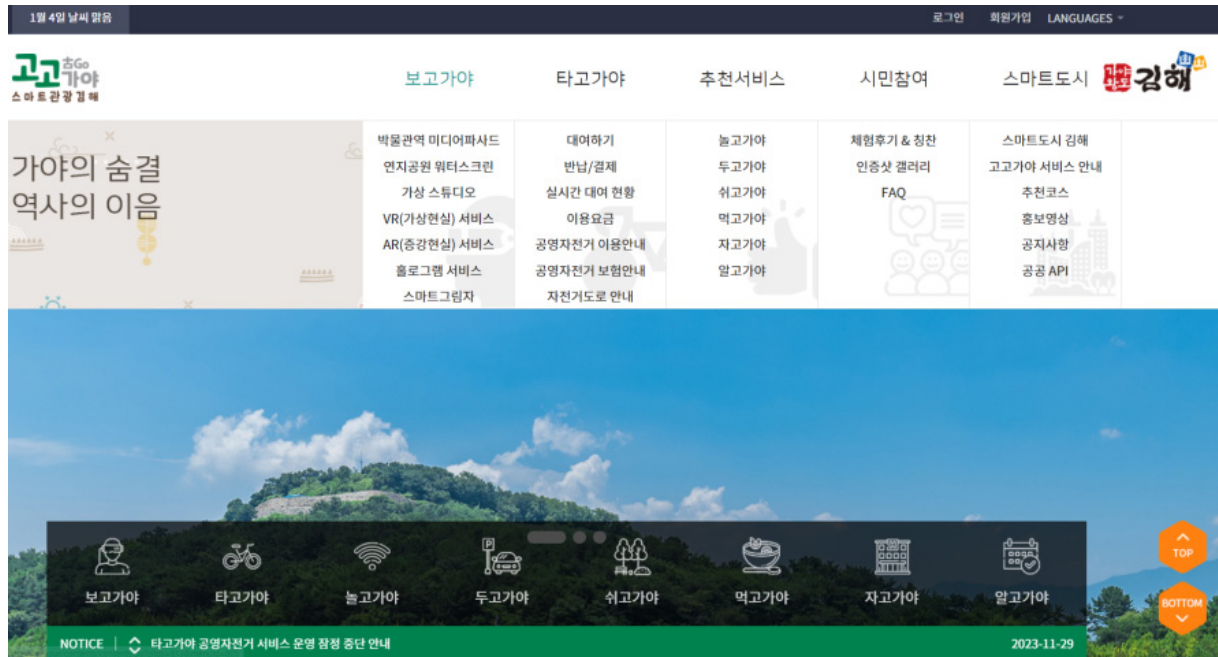 1월 4일 날씨 맑음
로그인 회원가입 LANGUAGES
고고가야 古Go
스마트관광김해
보고가야 타고가야 추천서비스 시민참여 스마트도시
가야왕도 김해
가야의 숨결
역사의 이음
박물관역 미디어파사드
연지공원 워터스크린
가상 스튜디오
VR(가상현실) 서비스
AR(증강현실) 서비스
홀로그램 서비스
스마트그림자
대여하기
반납/결제
실시간 대여 현황
이용요금
공영자전거 이용안내
공영자전거 보험안내
자전거도로 안내
놀고가야
두고가야
쉬고가야
먹고가야
자고가야
알고가야
체험후기 & 칭찬
인증샷 갤러리
FAQ
스마트도시 김해
고고가야 서비스 안내
추천코스
홍보영상
공지사항
공공 API
P
보고가야 타고가야 놀고가야 두고가야 쉬고가야 먹고가야 자고가야 알고가야
TOP
BOTTOM
NOTICE 타고가야 공영자전거 서비스 운영 잠정 중단 안내 2023-11-29